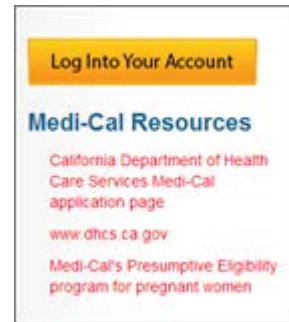 Log Into Your Account
Medi-Cal Resources
California Department of Health
Care Services Medi-Cal
application page
www.dhcs.ca.gov
Medi-Cal's Presumptive Eligibility
program for pregnant women